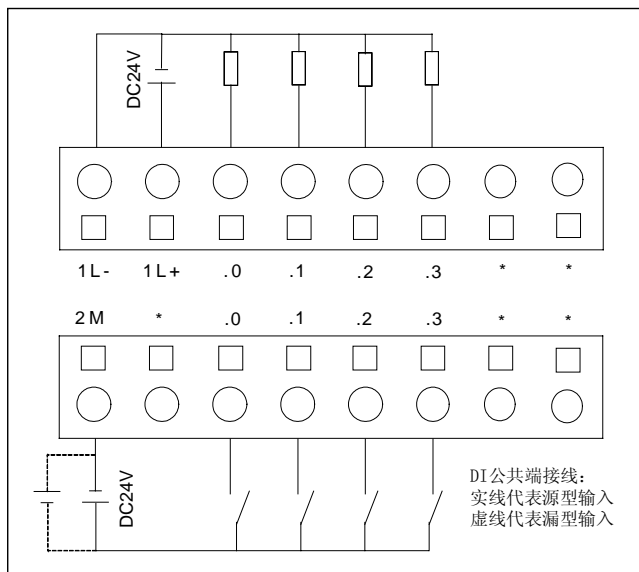 DC24V
1L- 1L+ .0 .1 .2 .3 * *
2M * .0 .1 .2 .3 * *
DC24V
DI公共端接线:
实线代表源型输入
虚线代表漏型输入